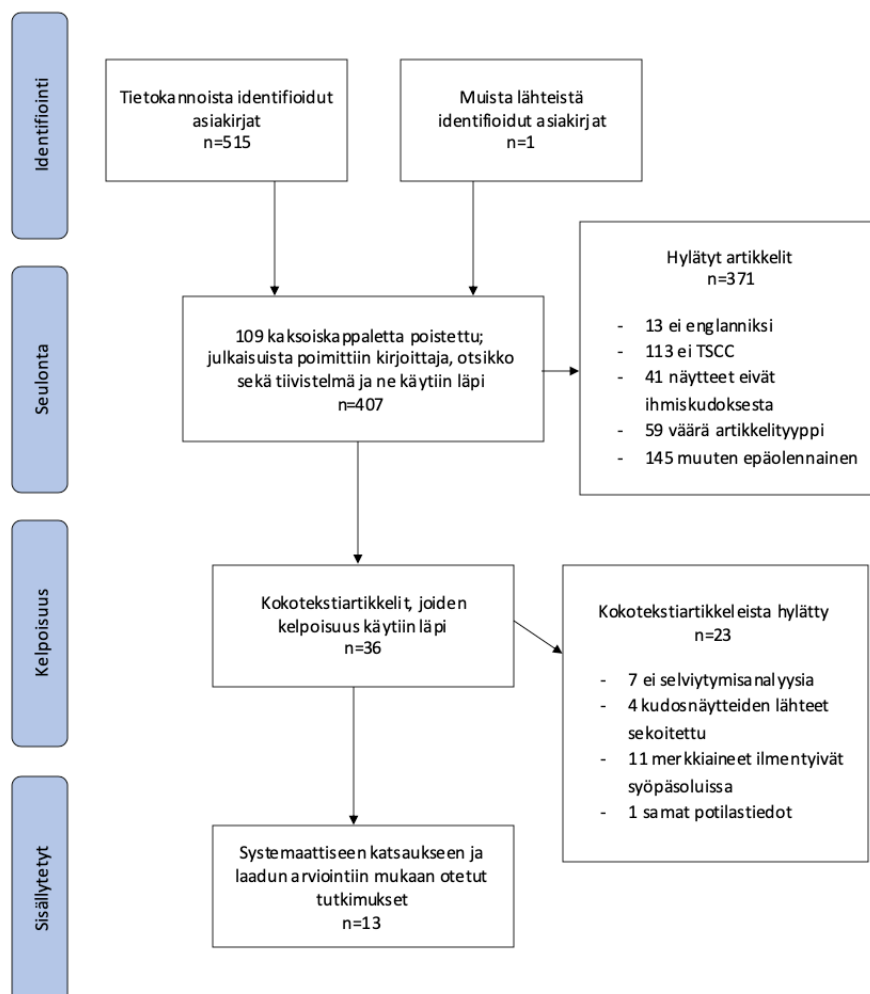 Identifiointi
Tietokannoista identifioidut
asiakirjat
n=515
Muista lähteistä
identifioidut asiakirjat
n=1
Seulonta
109 kaksoiskappaletta poistettu;
julkaisuista poimittiin kirjoittaja, otsikko
sekä tiivistelmä ja ne käytiin läpi
n=407
Hylätyt artikkelit
n=371
- 13 ei englanniksi
- 113 ei TSCC
- 41 näytteet eivät
ihmiskudoksesta
- 59 väärä artikkelityyppi
- 145 muuten epäolennainen
Kelpoisuus
Kokotekstiartikkelit, joiden
kelpoisuus käytiin läpi
n=36
Kokotekstiartikkeleista hylätty
n=23
- 7 ei selviytymisanalyysia
- 4 kudosnäytteiden lähteet
sekoitettu
- 11 merkkiaineet ilmentyivät
syöpäsoluissa
- 1 samat potilastiedot
Sisällytetyt
Systemaattiseen katsaukseen ja
laadun arviointiin mukaan otetut
tutkimukset
n=13